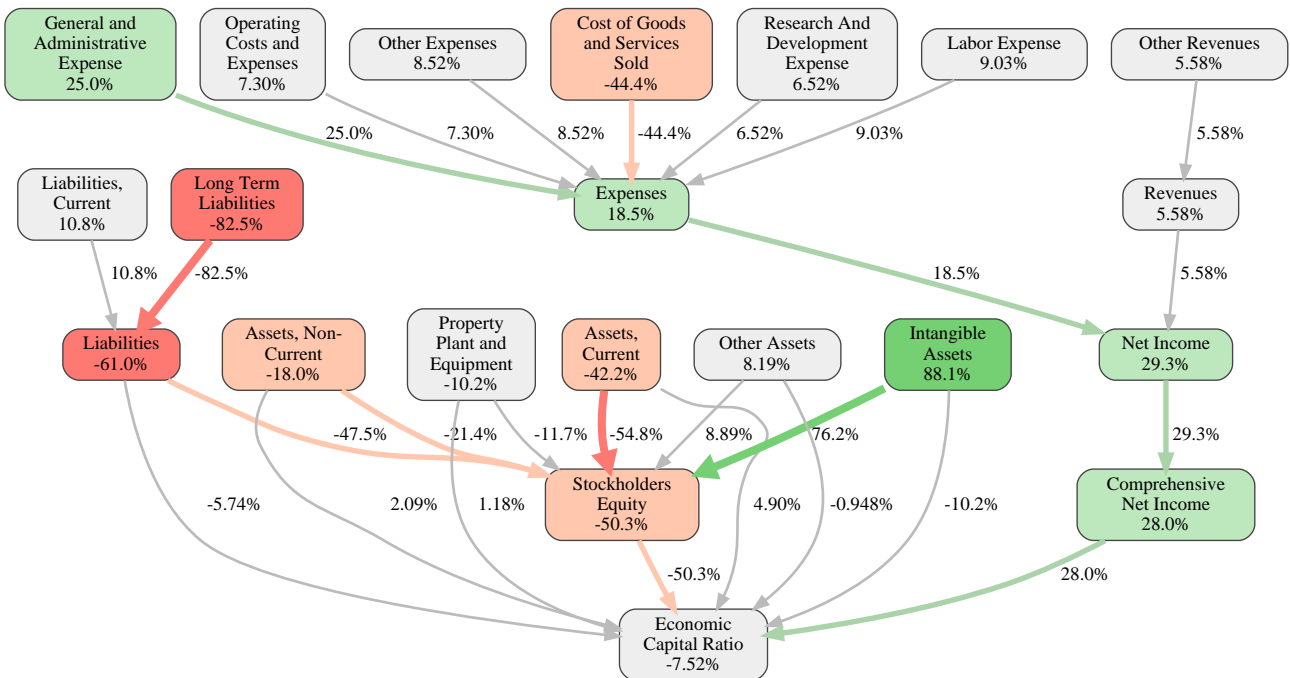 General and
Administrative
Expense
25.0%
Operating
Costs and
Expenses
7.30%
Other Expenses
8.52%
Cost of Goods
and Services
Sold
-44.4%
Research And
Development
Expense
6.52%
Labor Expense
9.03%
Other Revenues
5.58%
25.0%
7.30%
8.52%
-44.4%
6.52%
9.03%
5.58%
Liabilities,
Current
10.8%
Long Term
Liabilities
-82.5%
Expenses
18.5%
Revenues
5.58%
10.8%
-82.5%
18.5%
5.58%
Liabilities
-61.0%
Assets, Non-
Current
-18.0%
Property
Plant and
Equipment
-10.2%
Assets,
Current
-42.2%
Other Assets
8.19%
Intangible
Assets
88.1%
Net Income
29.3%
-47.5%
-21.4%
-11.7%
-54.8%
8.89%
76.2%
29.3%
Stockholders
Equity
-50.3%
Comprehensive
Net Income
28.0%
-5.74%
2.09%
1.18%
4.90%
-0.948%
-10.2%
-50.3%
28.0%
Economic
Capital Ratio
-7.52%